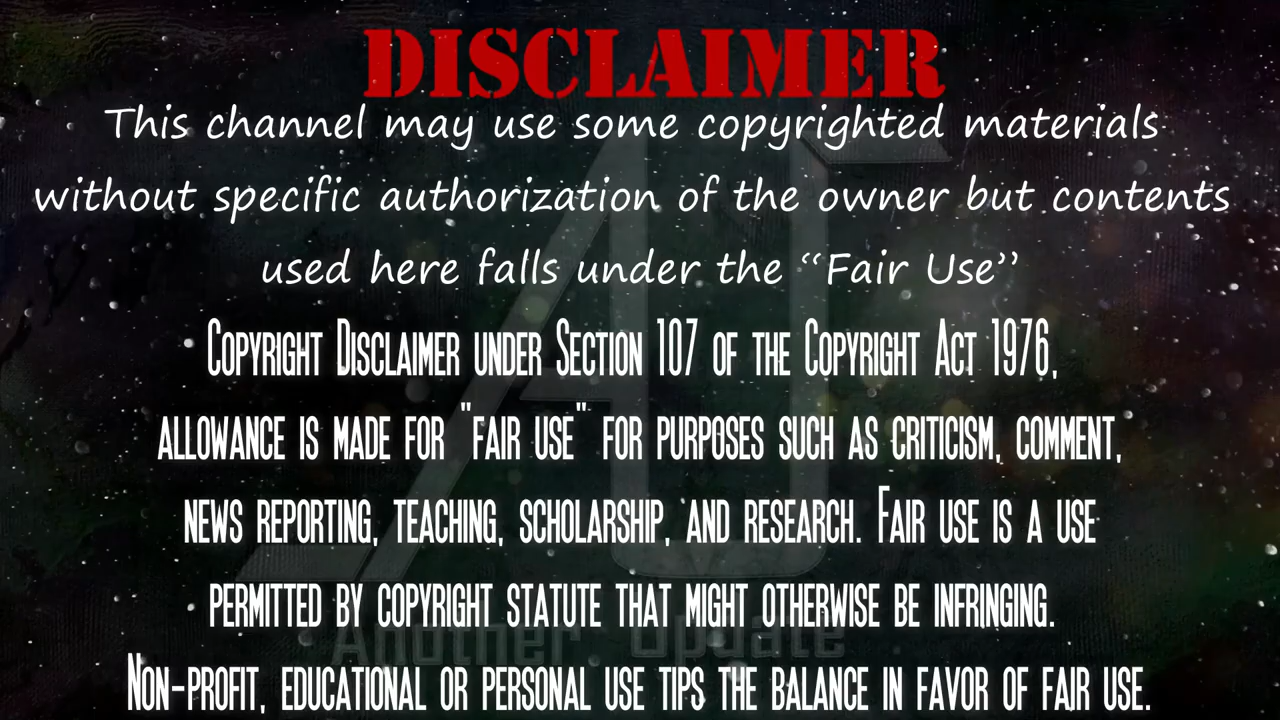 DISCLAIMER
This channel may use some copyrighted materials
without specific authorization of the owner but contents
used here falls under the “Fair Use”
Copyright Disclaimer under Section 107 of the Copyright Act 1976,
allowance is made for "fair use" for purposes such as criticism, comment,
news reporting, teaching, scholarship, and research. Fair use is a use
permitted by copyright statute that might otherwise be infringing.
Another Update
Non-profit, educational or personal use tips the balance in favor of fair use.